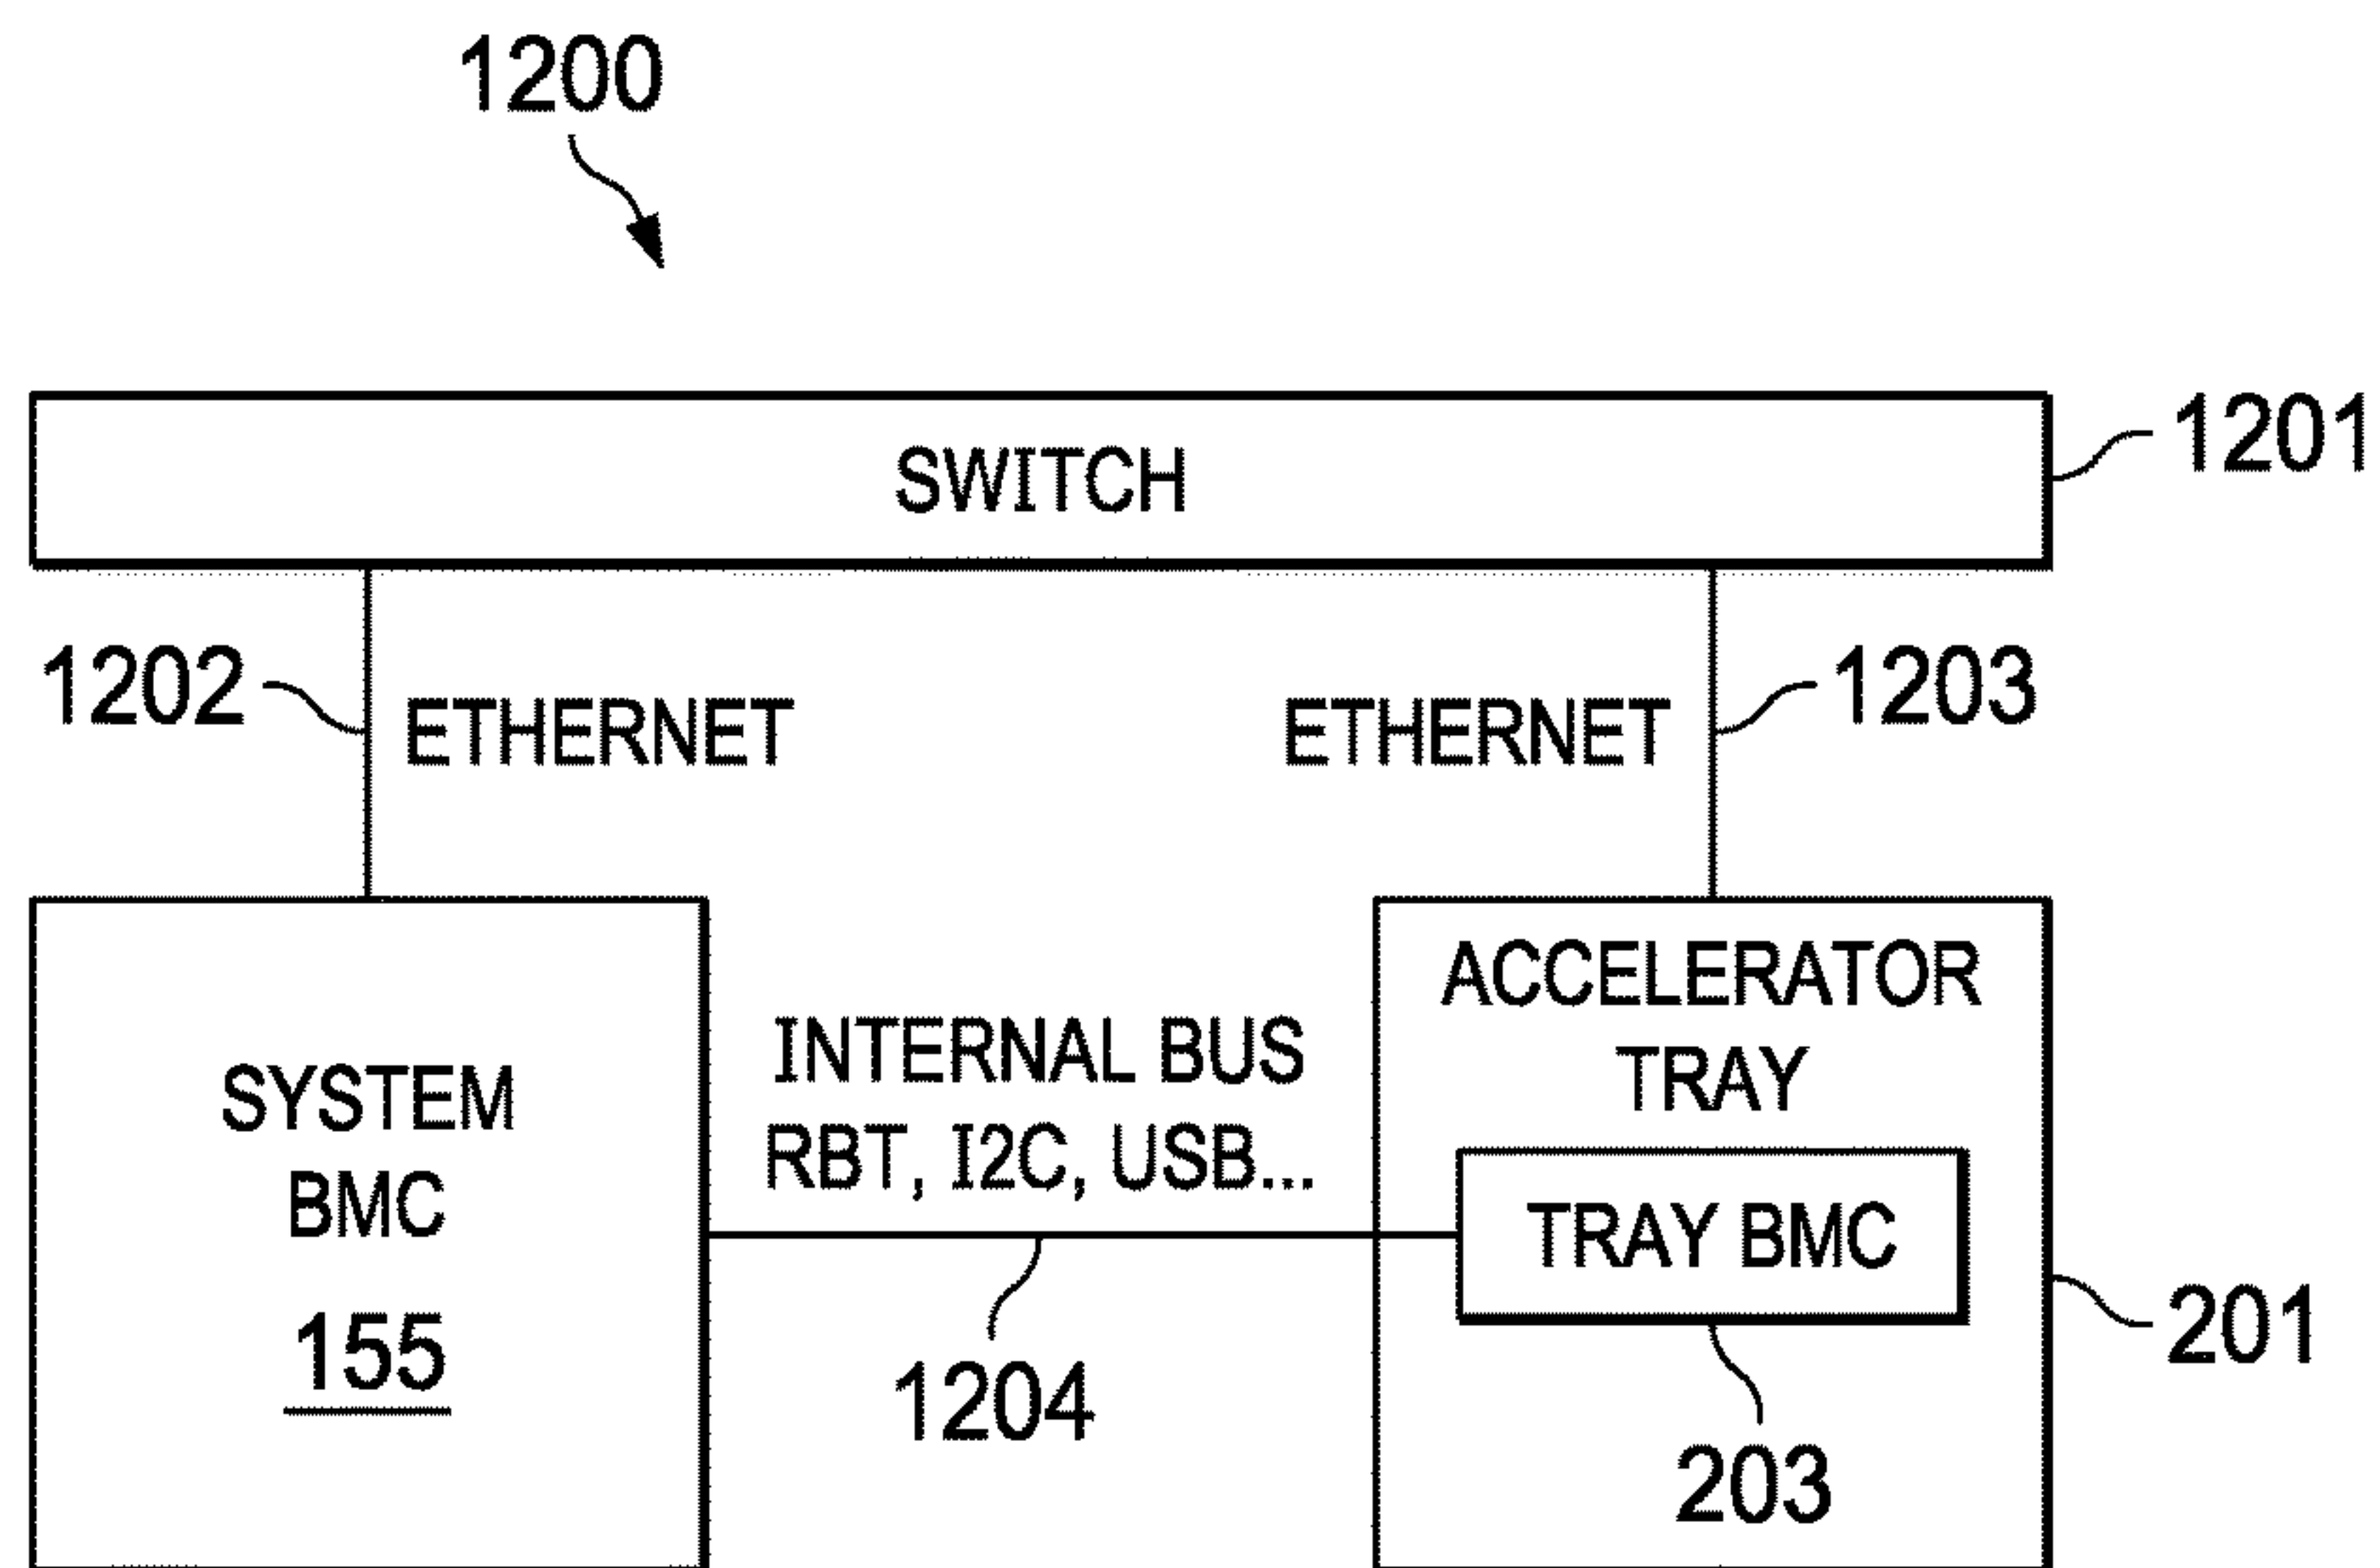 1200
SWITCH
1201
1202
ETHERNET
ETHERNET
1203
SYSTEM
BMC
155
INTERNAL BUS
RBT, I2C, USB...
1204
ACCELERATOR
TRAY
TRAY BMC
201
203